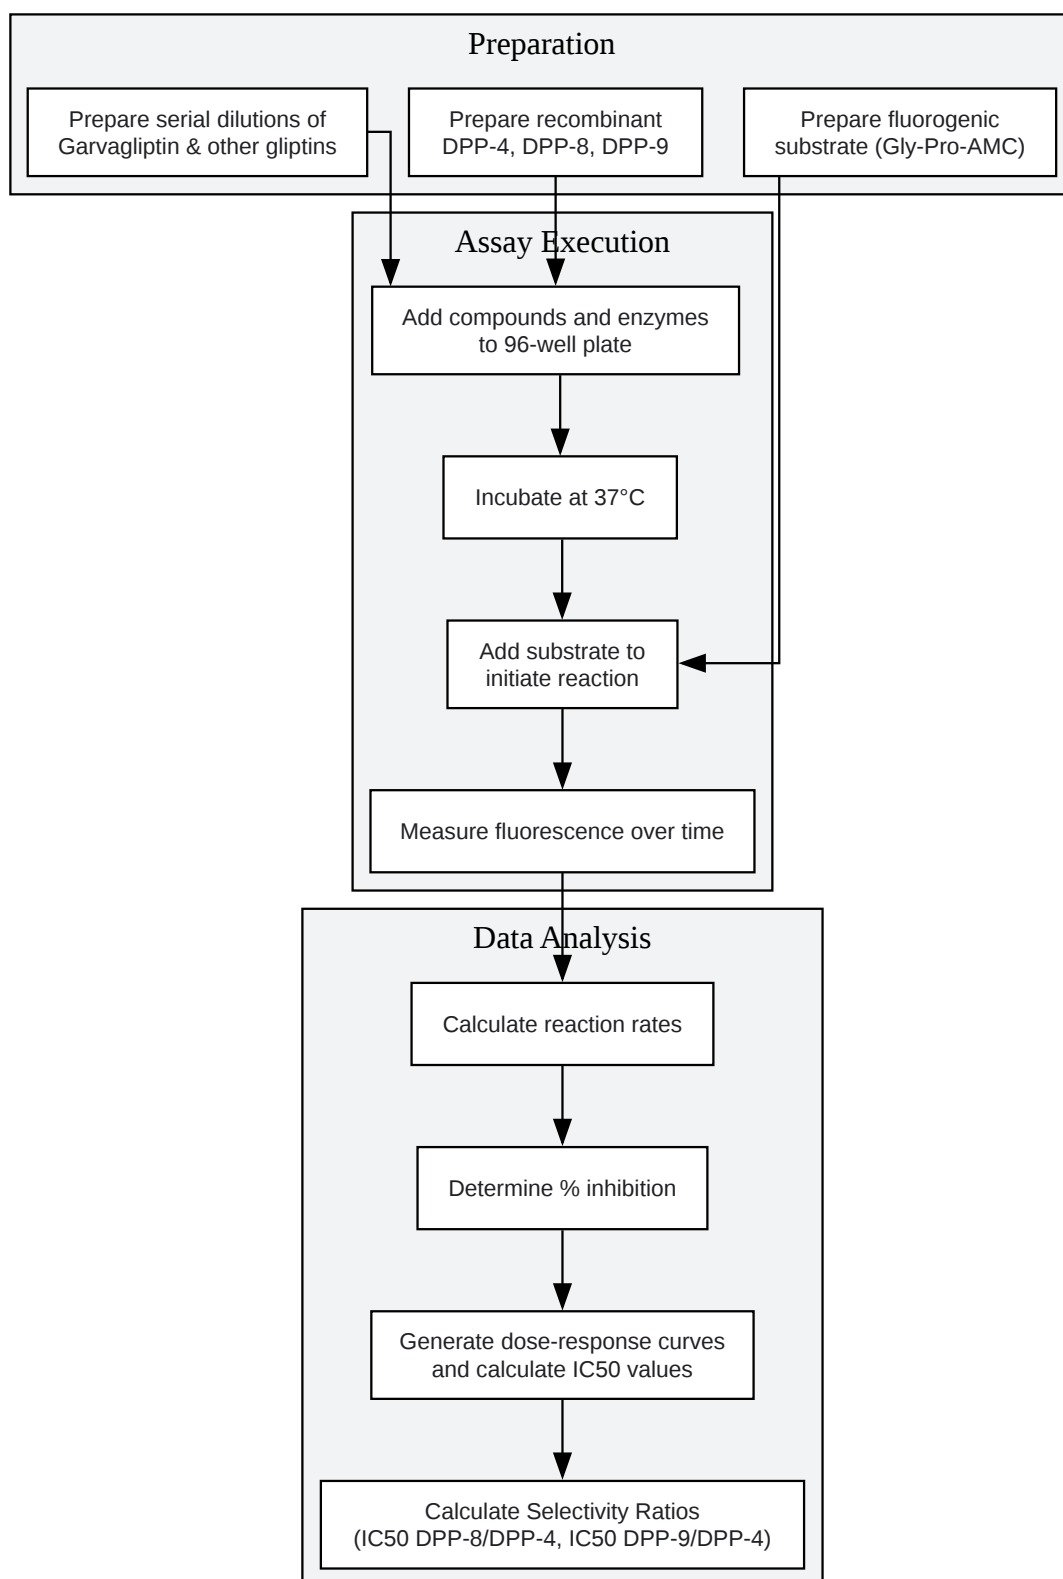 Preparation
Prepare serial dilutions of
Garvagliptin & other gliptins
Prepare recombinant
DPP-4, DPP-8, DPP-9
Prepare fluorogenic
substrate (Gly-Pro-AMC)
Assay Execution
Add compounds and enzymes
to 96-well plate
Incubate at 37°C
Add substrate to
initiate reaction
Measure fluorescence over time
Data Analysis
Calculate reaction rates
Determine % inhibition
Generate dose-response curves
and calculate IC50 values
Calculate Selectivity Ratios
(IC50 DPP-8/DPP-4, IC50 DPP-9/DPP-4)